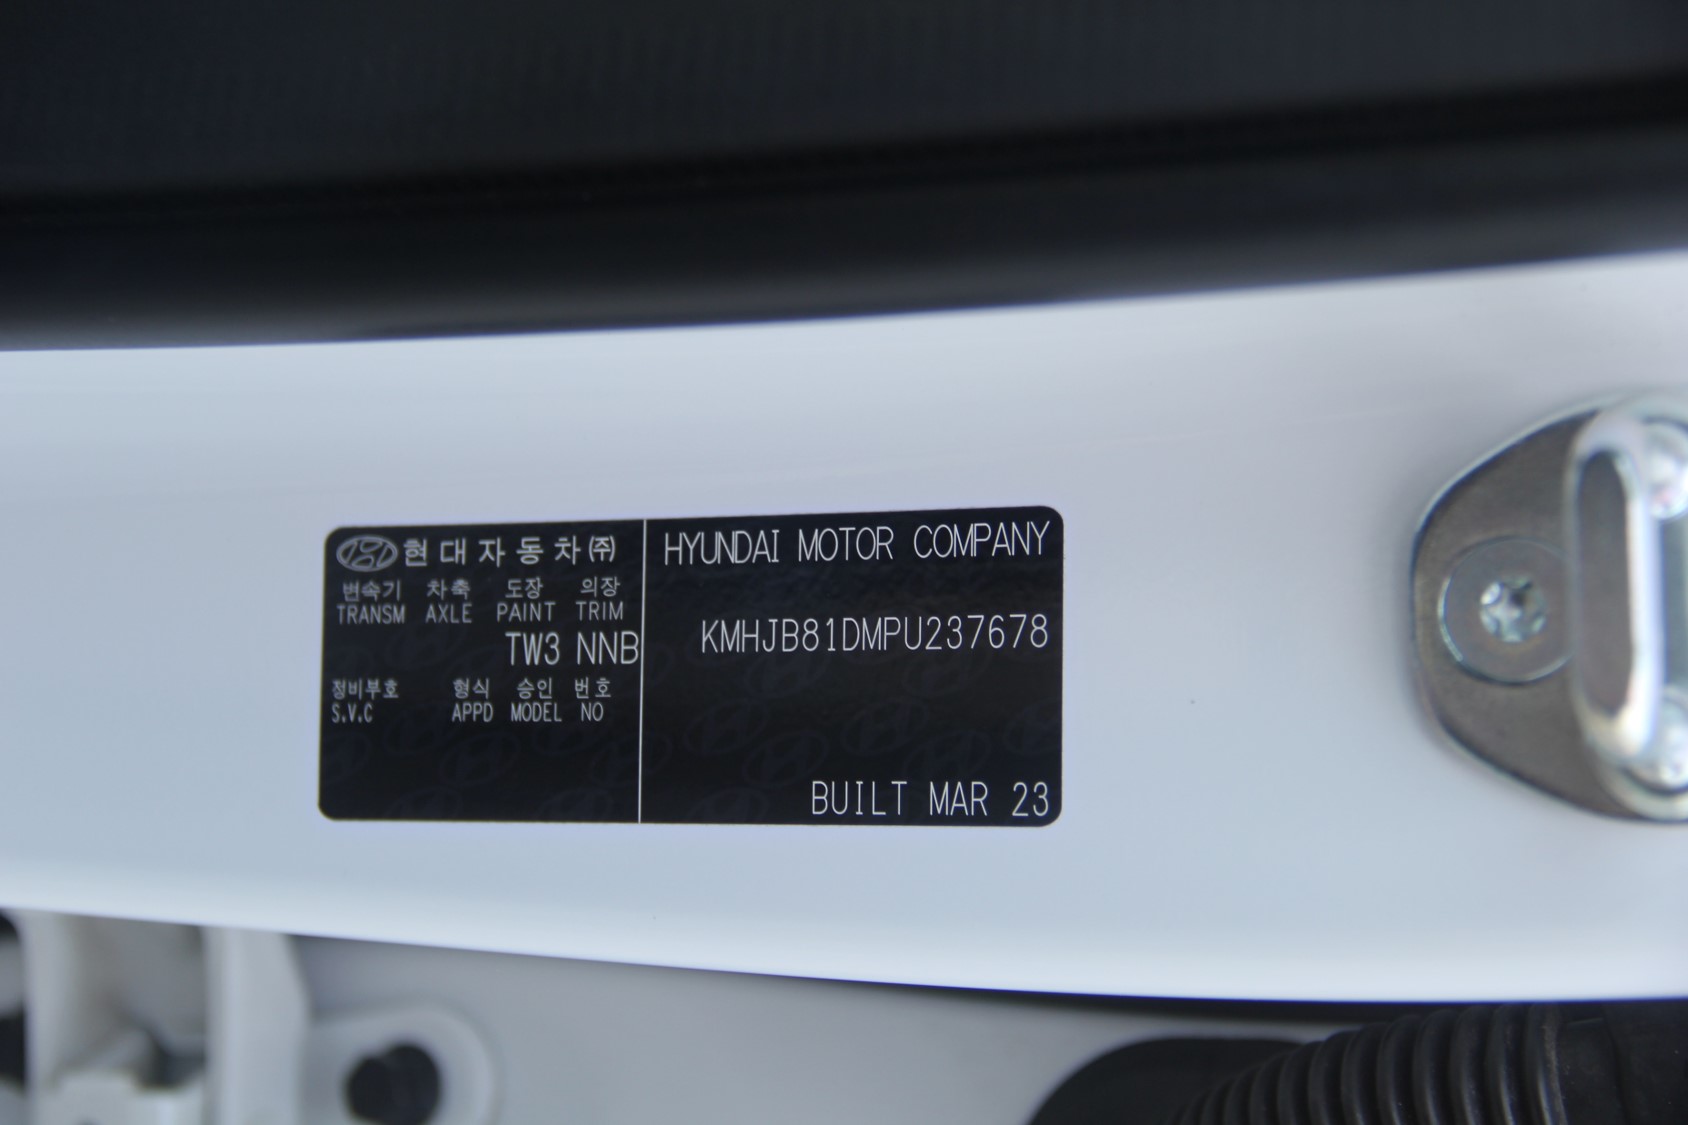 현대자동차㈜
변속기 차축 도장 의장
TRANSM AXLE PAINT TRIM
TW3 NNB
정비부호 형식 승인 번호
S.V.C APPD MODEL NO
HYUNDAI MOTOR COMPANY
KMHJB81DMPU237678
BUILT MAR 23